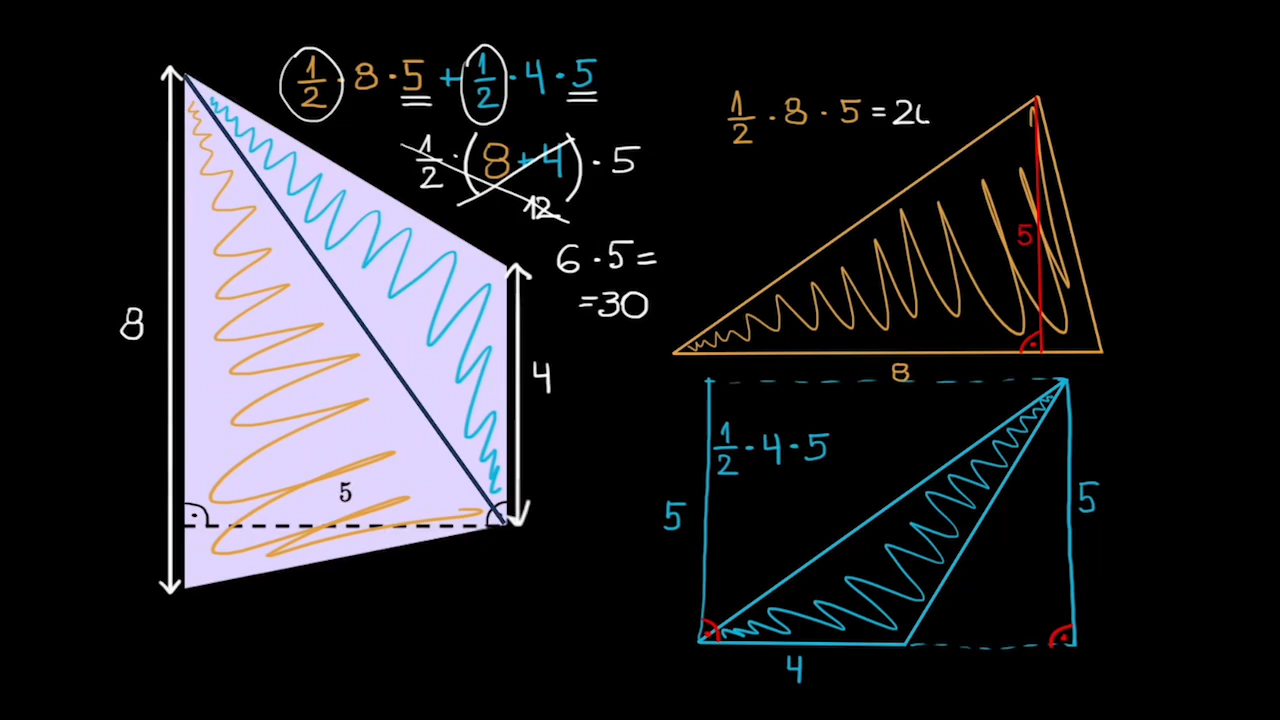 1/2 · 8 · 5 + 1/2 · 4 · 5
1/2 · (8 + 4) · 5
12
6 · 5 =
= 30
8
4
5
1/2 · 8 · 5 = 2
5
8
1/2 · 4 · 5
5
5
4